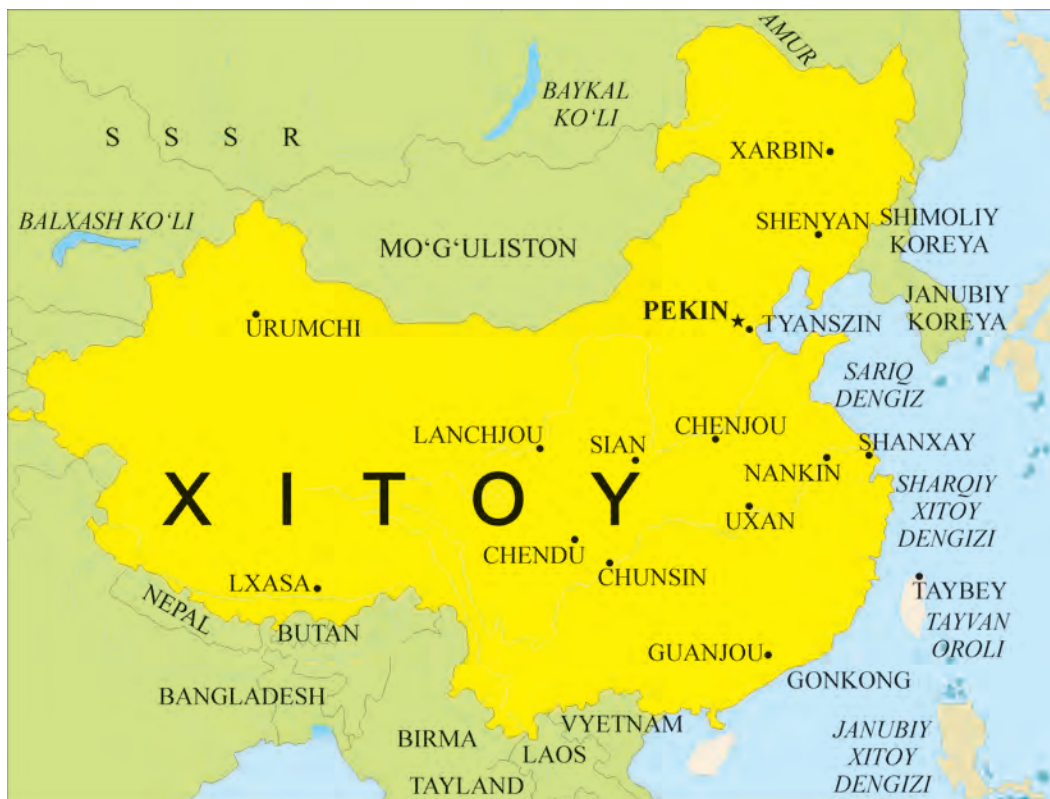 AMUR
BAYKAL
KO‘LI
S S S R
XARBIN
BALXASH KO‘LI
SHENYAN
SHIMOLIY
KOREYA
MO‘G‘ULISTON
JANUBIY
KOREYA
PEKIN
TYANSZIN
URUMCHI
SARIQ
DENGIZ
CHENJOU
LANCHJOU
SIAN
SHANXAY
NANKIN
XITOY
SHARQIY
XITOY
DENGIZI
UXAN
CHENDU
CHUNSIN
LXASA
NEPAL
BUTAN
TAYBEY
TAYVAN
OROLI
GUANJOU
GONKONG
BANGLADESH
VYETNAM
BIRMA
LAOS
TAYLAND
JANUBIY
XITOY
DENGIZI